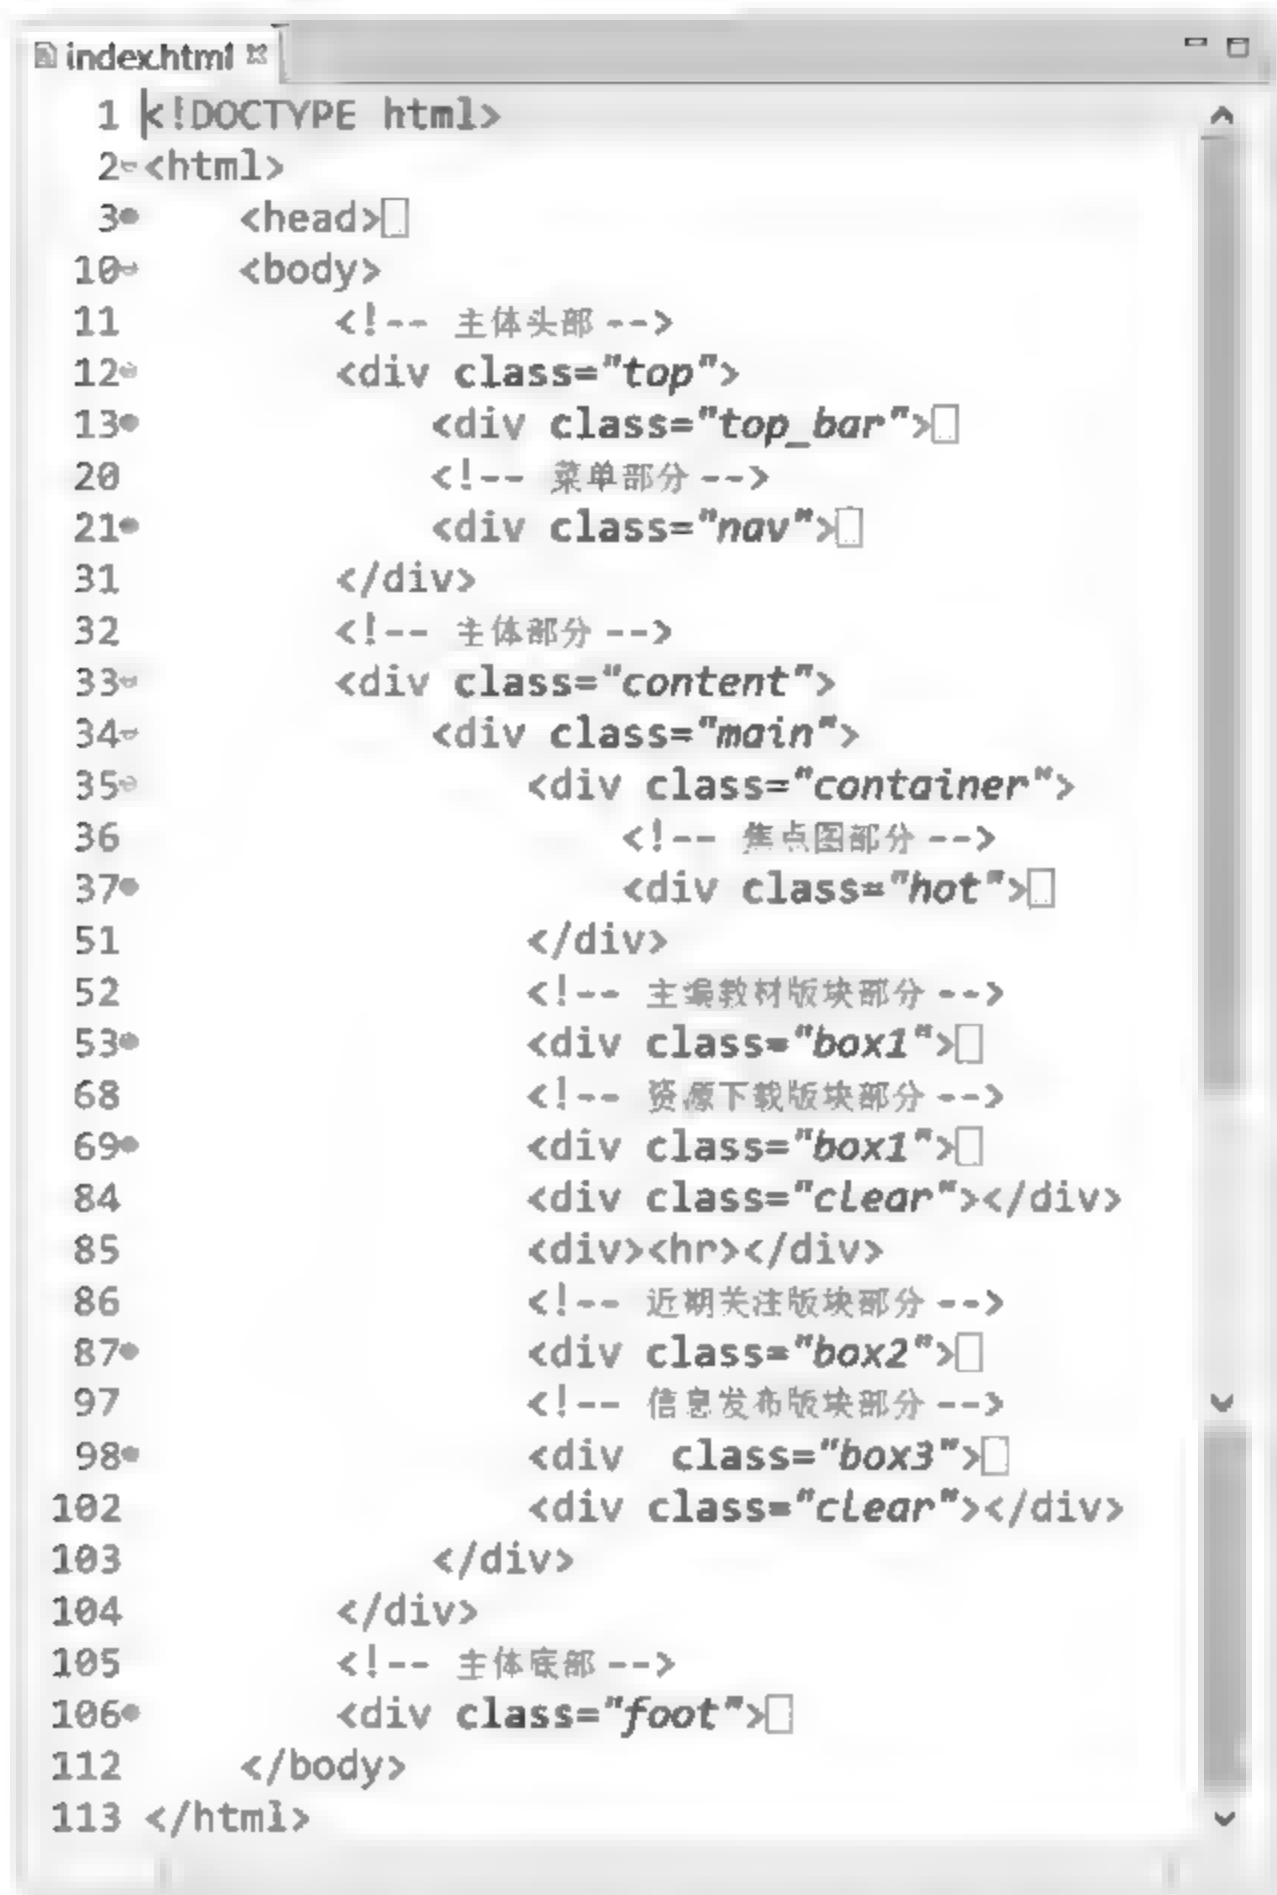 index.html
1 <!DOCTYPE html>
2 <html>
3 <head>
10 <body>
11 <!-- 主体头部 -->
12 <div class="top">
13 <div class="top_bar">
20 <!-- 菜单部分 -->
21 <div class="nav">
31 </div>
32 <!-- 主体部分 -->
33 <div class="content">
34 <div class="main">
35 <div class="container">
36 <!-- 焦点图部分 -->
37 <div class="hot">
51 </div>
52 <!-- 主编教材版块部分 -->
53 <div class="box1">
68 <!-- 资源下载版块部分 -->
69 <div class="box1">
84 <div class="clear"></div>
85 <div><hr></div>
86 <!-- 近期关注版块部分 -->
87 <div class="box2">
97 <!-- 信息发布版块部分 -->
98 <div  class="box3">
102 <div class="clear"></div>
103 </div>
104 </div>
105 <!-- 主体底部 -->
106 <div class="foot">
112 </body>
113 </html>